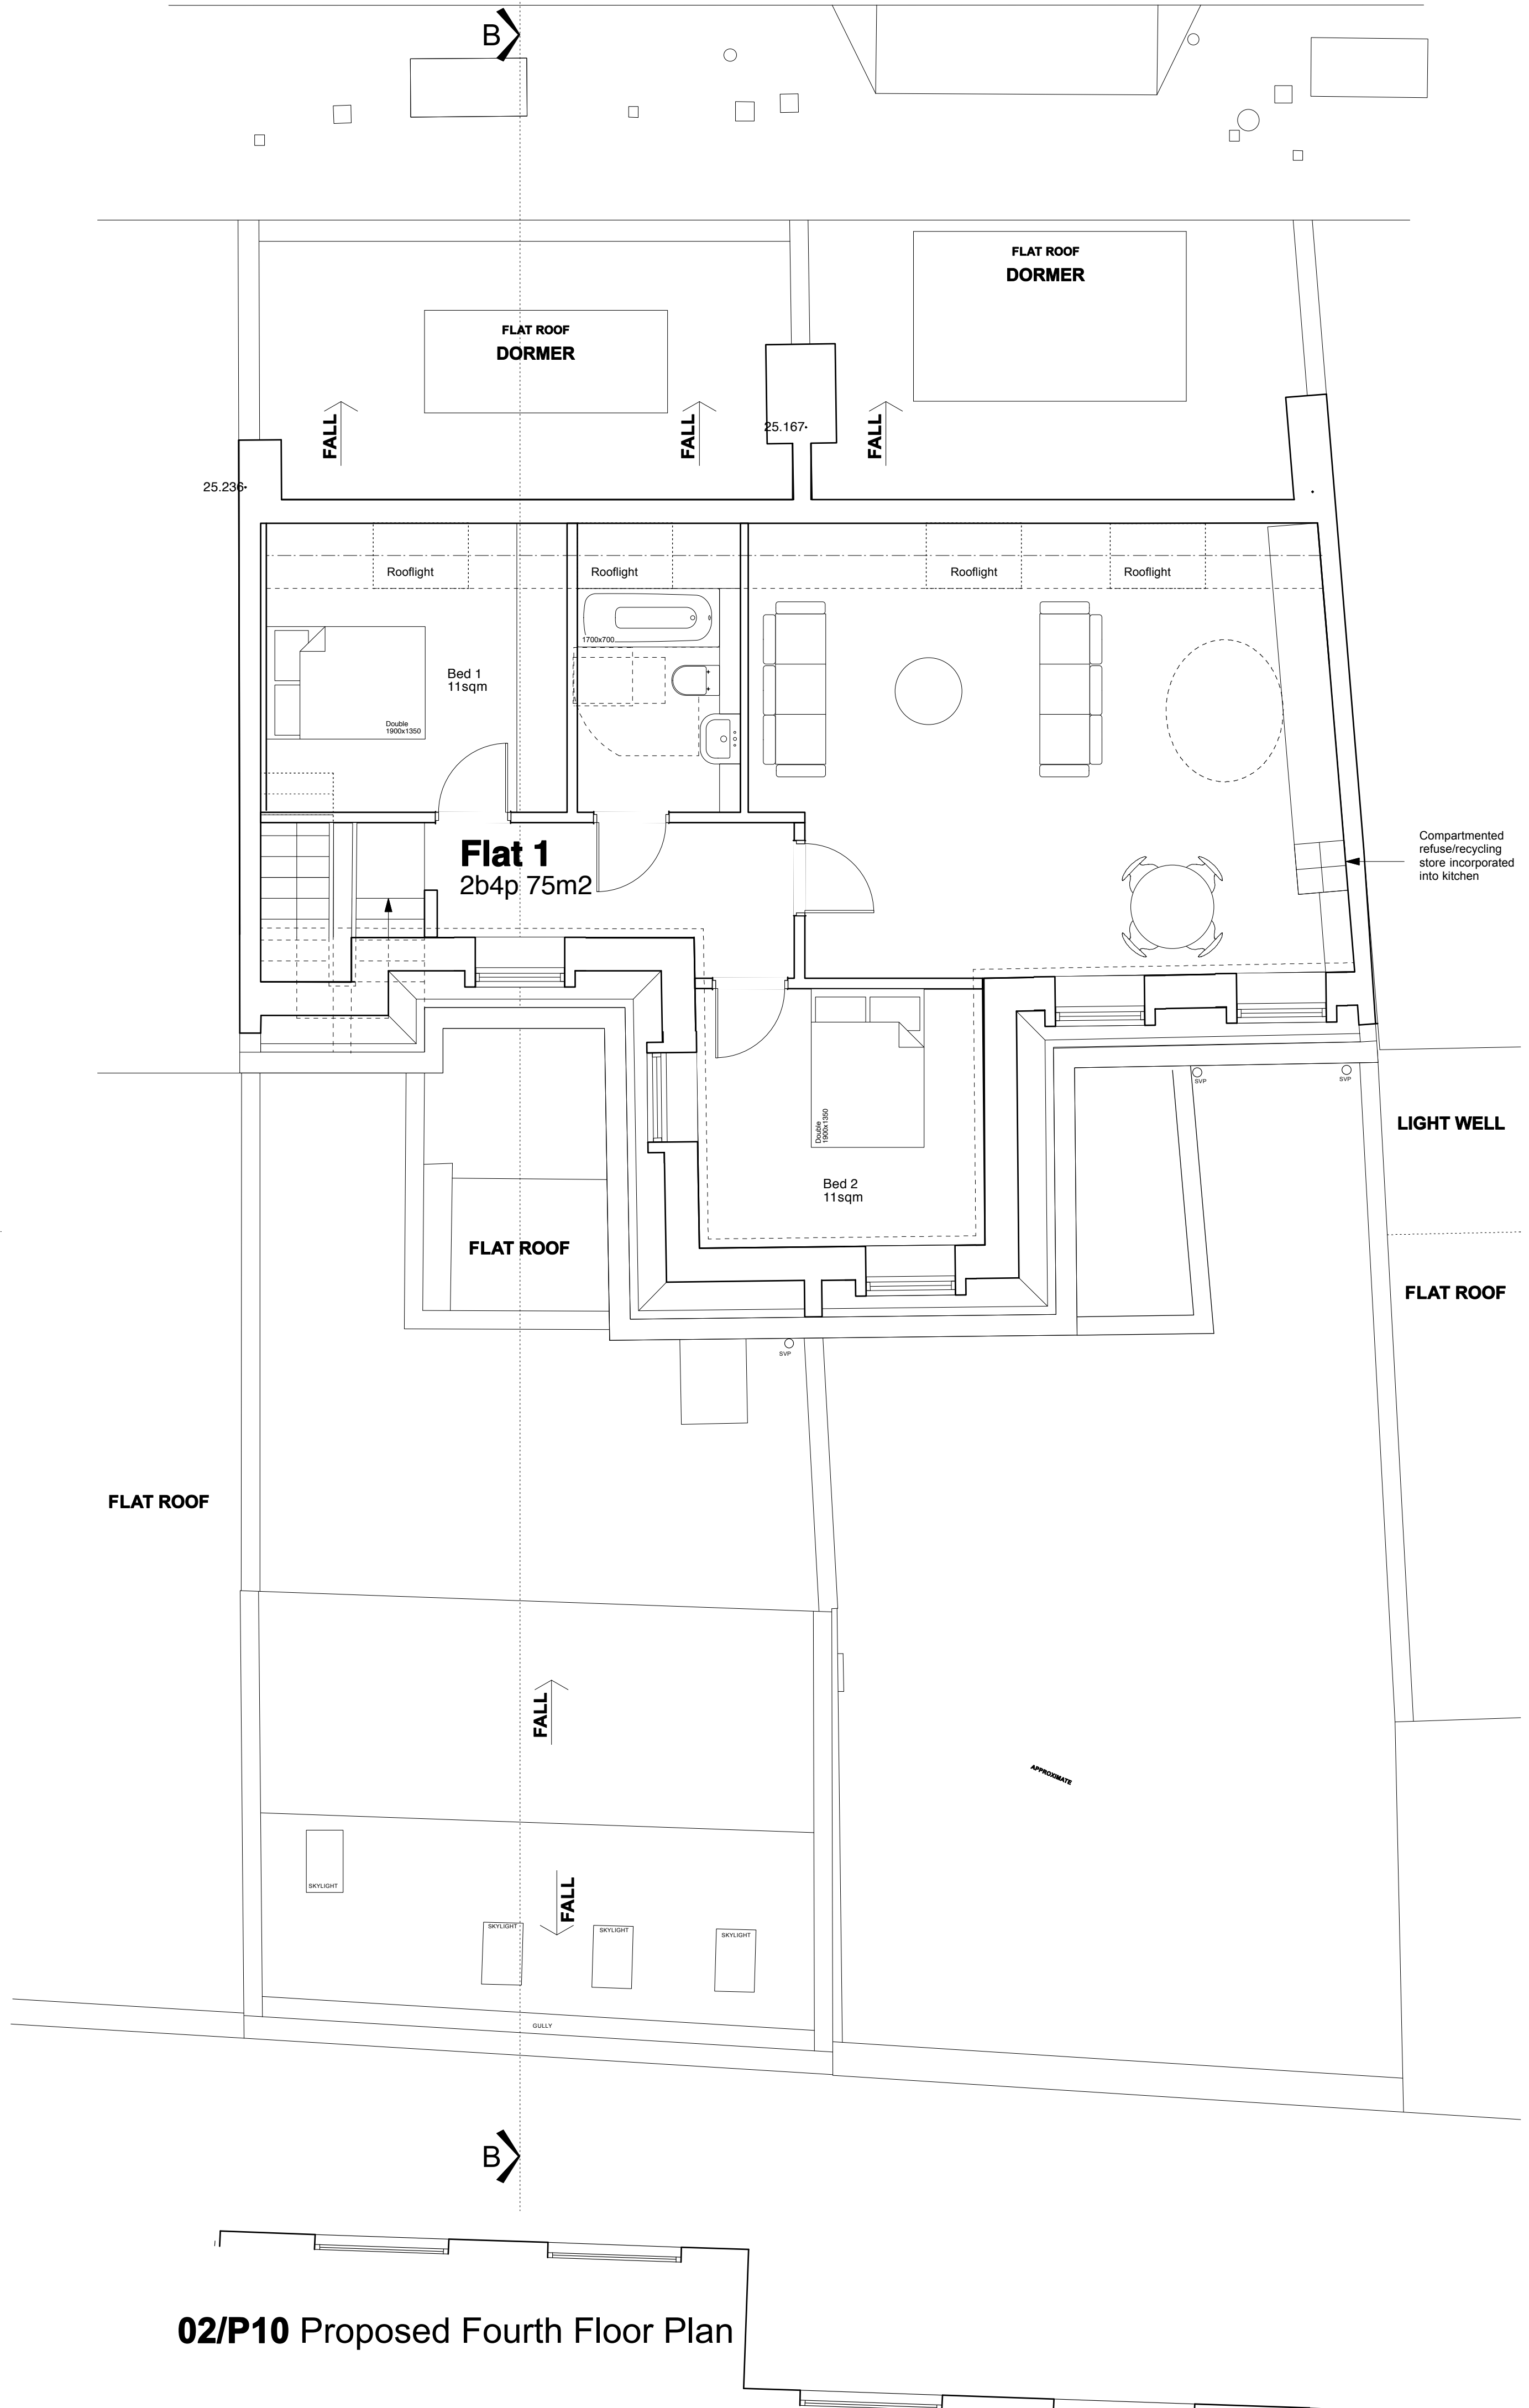 B
FLAT ROOF
DORMER
FLAT ROOF
DORMER
FALL
FALL
FALL
25.167
25.236
Rooflight
Rooflight
Rooflight
Rooflight
1700x700
Bed 1
11sqm
Double
1900x1350
Flat 1
2b4p 75m2
Compartmented
refuse/recycling
store incorporated
into kitchen
SVP
SVP
Double
1900x1350
LIGHT WELL
Bed 2
11sqm
FLAT ROOF
FLAT ROOF
SVP
FLAT ROOF
FALL
APPROXIMATE
SKYLIGHT
FALL
SKYLIGHT
SKYLIGHT
SKYLIGHT
GULLY
B
02/P10 Proposed Fourth Floor Plan